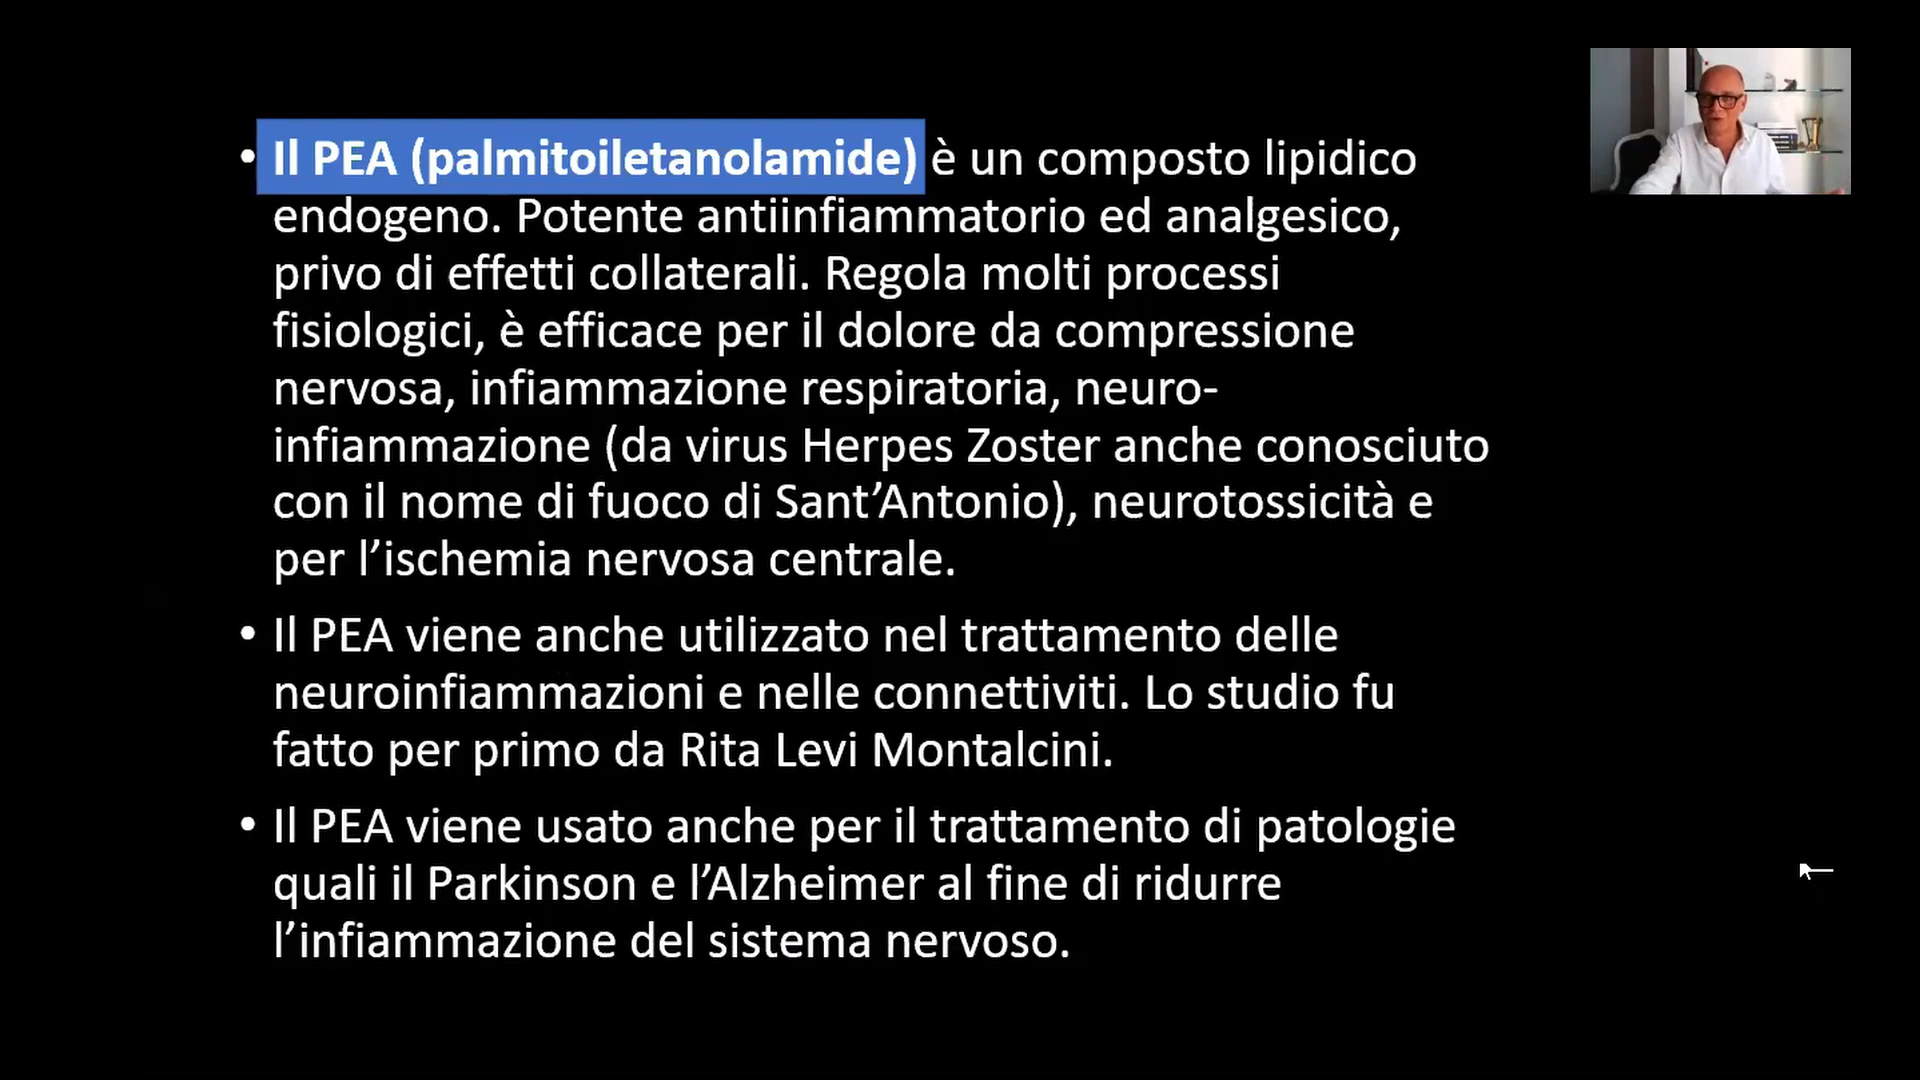 • Il PEA (palmitoiletanolamide) è un composto lipidico
endogeno. Potente antiinfiammatorio ed analgesico,
privo di effetti collaterali. Regola molti processi
fisiologici, è efficace per il dolore da compressione
nervosa, infiammazione respiratoria, neuro-
infiammazione (da virus Herpes Zoster anche conosciuto
con il nome di fuoco di Sant’Antonio), neurotossicità e
per l’ischemia nervosa centrale.
• Il PEA viene anche utilizzato nel trattamento delle
neuroinfiammazioni e nelle connettiviti. Lo studio fu
fatto per primo da Rita Levi Montalcini.
• Il PEA viene usato anche per il trattamento di patologie
quali il Parkinson e l’Alzheimer al fine di ridurre
l’infiammazione del sistema nervoso.